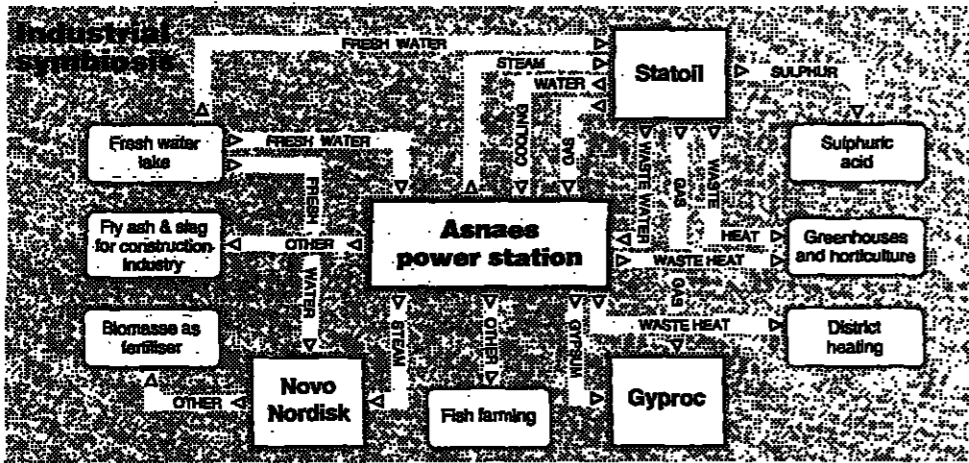 Industrial
symbiosis
FRESH WATER
STEAM
WATER
COOLING
GAS
Statoil
SULPHUR
Sulphuric
acid
Fresh water
lake
FRESH WATER
FRESH
WATER
Fly ash & slag
for construction
industry
OTHER
Asnaes
power station
WASTE WATER
GAS
WASTE
HEAT
WASTE HEAT
Greenhouses
and horticulture
Biomasse as
fertiliser
OTHER
Novo
Nordisk
STEAM
OTHER
Fish farming
GYPSUM
GAS
WASTE HEAT
District
heating
Gyproc